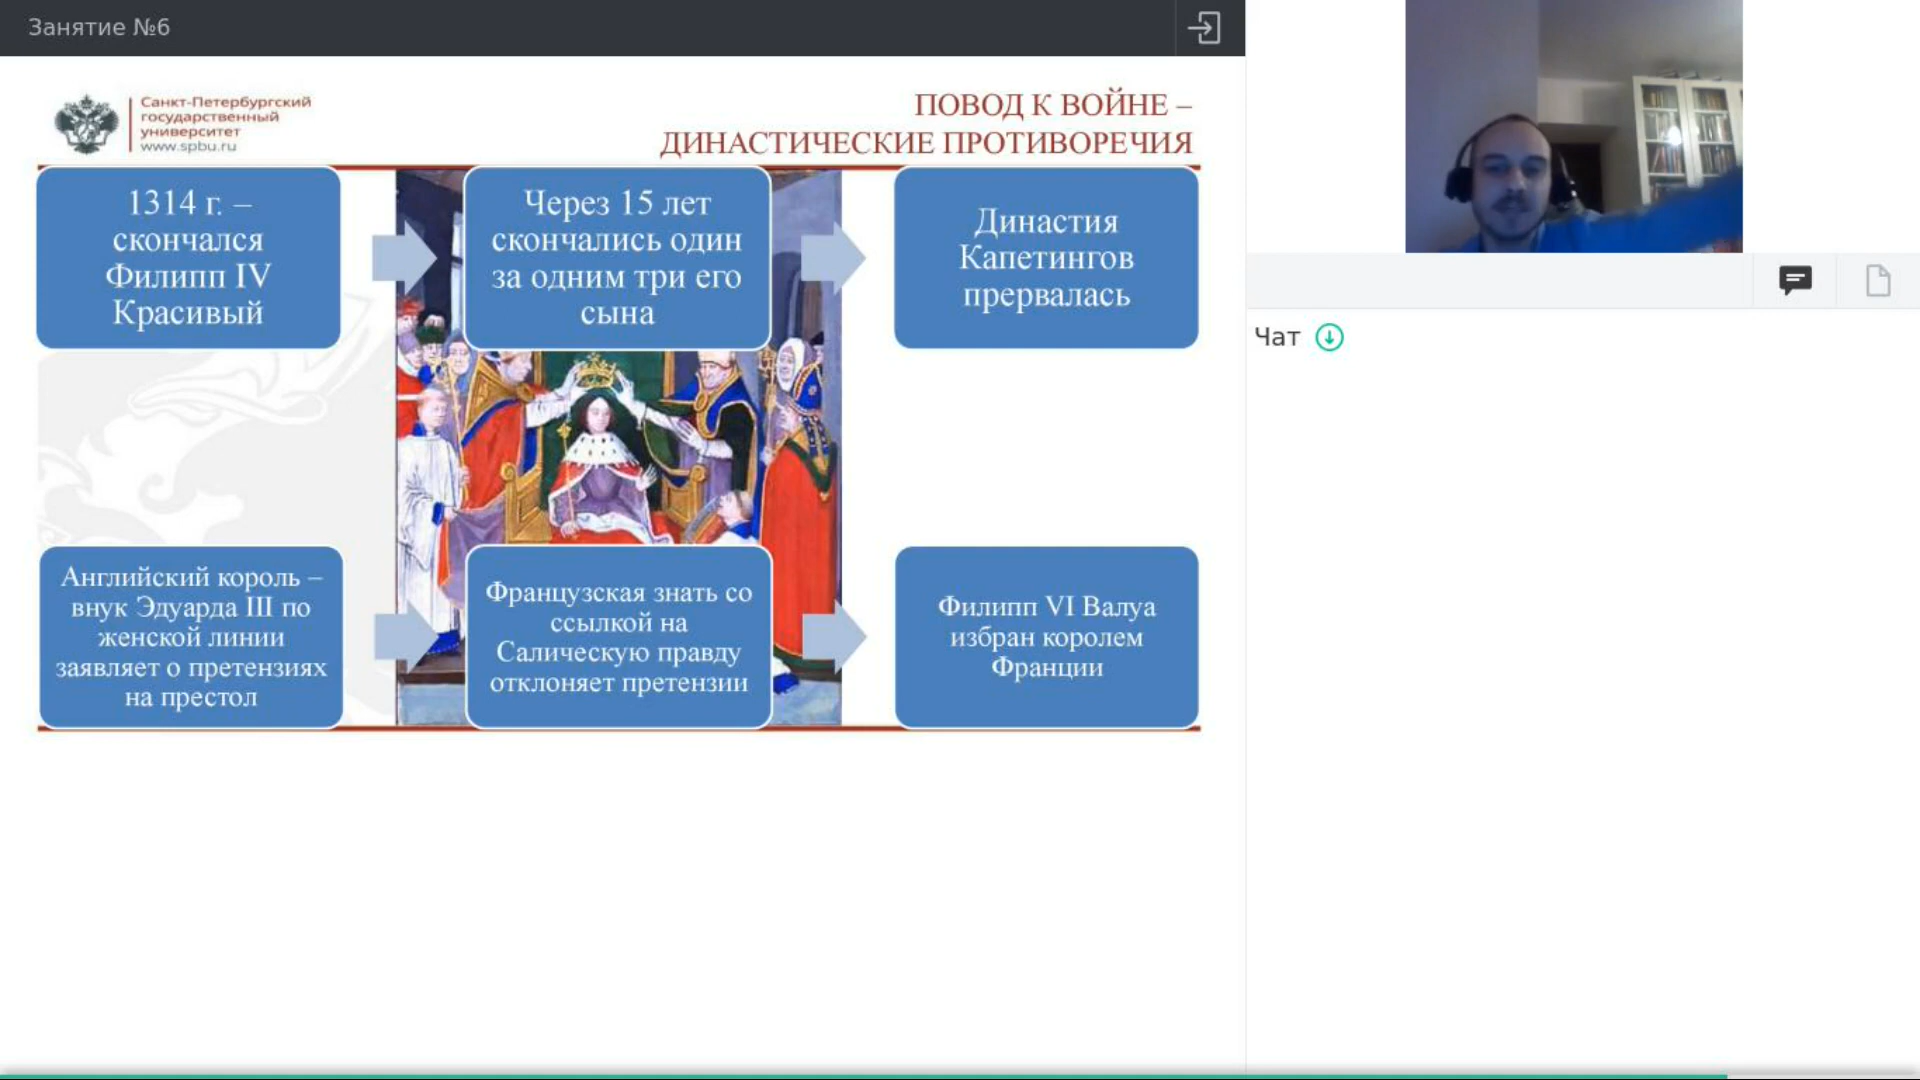 Занятие №6
Санкт-Петербургский
государственный
университет
www.spbu.ru
ПОВОД К ВОЙНЕ –
ДИНАСТИЧЕСКИЕ ПРОТИВОРЕЧИЯ
1314 г. –
скончался
Филипп IV
Красивый
Через 15 лет
скончались один
за одним три его
сына
Династия
Капетингов
прервалась
Английский король –
внук Эдуарда III по
женской линии
заявляет о претензиях
на престол
Французская знать со
ссылкой на
Салическую правду
отклоняет претензии
Филипп VI Валуа
избран королем
Франции
Чат